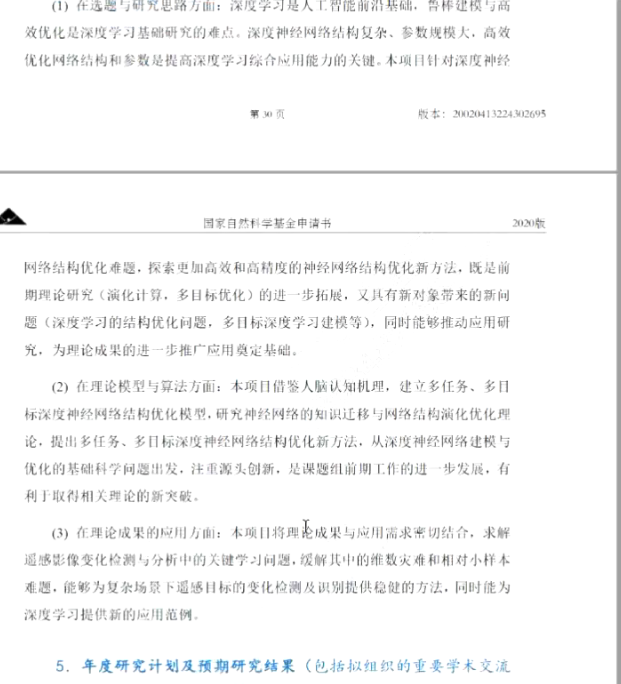 (1) 在选题与研究思路方面：深度学习是人工智能前沿基础，鲁棒建模与高
效优化是深度学习基础研究的难点。深度神经网络结构复杂、参数规模大，高效
优化网络结构和参数是提高深度学习综合应用能力的关键。本项目针对深度神经
第 30 页 版本：20020413224302695
国家自然科学基金申请书 2020版
网络结构优化难题，探索更加高效和高精度的神经网络结构优化新方法，既是前
期理论研究（演化计算，多目标优化）的进一步拓展，又具有新对象带来的新问
题（深度学习的结构优化问题，多目标深度学习建模等），同时能够推动应用研
究，为理论成果的进一步推广应用奠定基础。
(2) 在理论模型与算法方面：本项目借鉴人脑认知机理，建立多任务、多目
标深度神经网络结构优化模型，研究神经网络的知识迁移与网络结构演化优化理
论，提出多任务、多目标深度神经网络结构优化新方法，从深度神经网络建模与
优化的基础科学问题出发，注重源头创新，是课题组前期工作的进一步发展，有
利于取得相关理论的新突破。
(3) 在理论成果的应用方面：本项目将理论成果与应用需求密切结合，求解
遥感影像变化检测与分析中的关键学习问题，缓解其中的维数灾难和相对小样本
难题，能够为复杂场景下遥感目标的变化检测及识别提供稳健的方法，同时能为
深度学习提供新的应用范例。
5．年度研究计划及预期研究结果（包括拟组织的重要学术交流